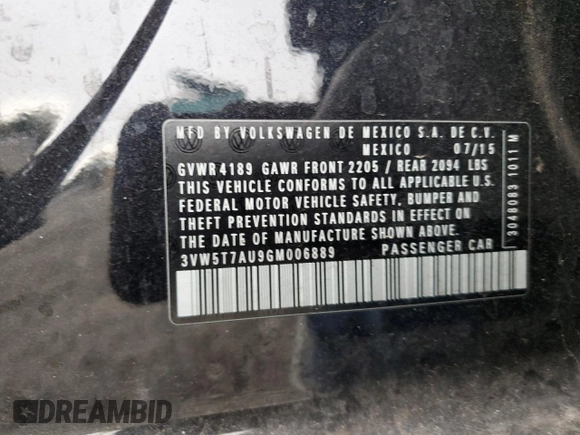 MFD BY VOLKSWAGEN DE MEXICO S.A. DE C.V.
MEXICO 07/15
GVWR 4189 GAWR FRONT 2205 / REAR 2094 LBS
THIS VEHICLE CONFORMS TO ALL APPLICABLE U.S.
FEDERAL MOTOR VEHICLE SAFETY, BUMPER AND
THEFT PREVENTION STANDARDS IN EFFECT ON
THE DATE OF MANUFACTURE SHOWN ABOVE.
3VW5T7AU9GM006889 PASSENGER CAR
3048083 1011 M
DREAMBID